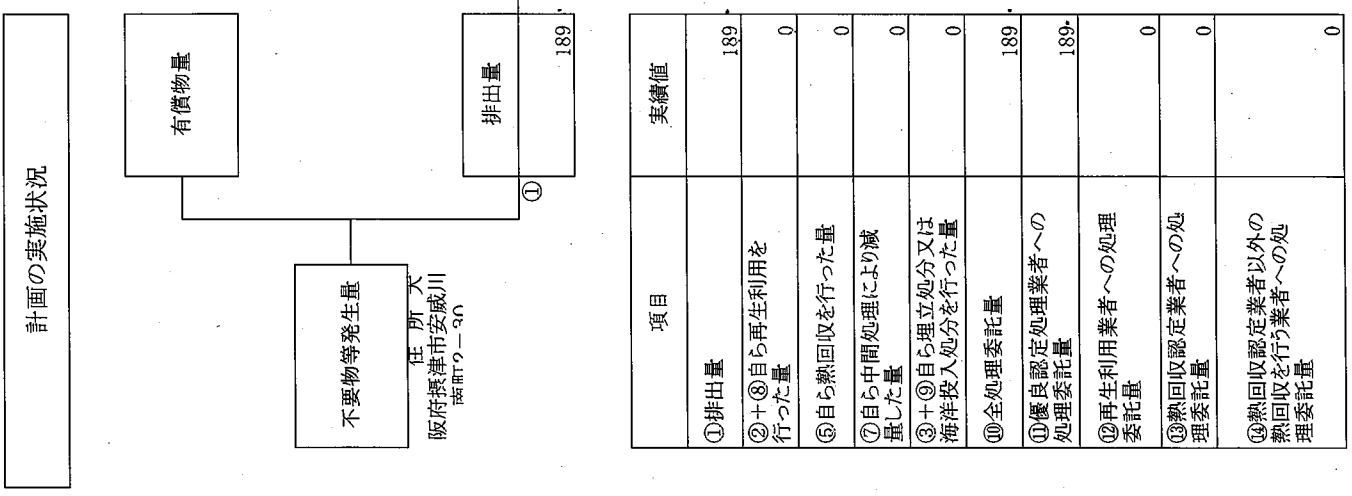 計画の実施状況
有償物量
不要物等発生量
排出量
189
①
住 所 大
阪府摂津市安威川
南町2－30
項目
実績値
①排出量
189
②＋⑧自ら再生利用を
行った量
0
⑤自ら熱回収を行った量
0
⑦自ら中間処理により減
量した量
0
③＋⑨自ら埋立処分又は
海洋投入処分を行った量
0
⑩全処理委託量
189
⑪優良認定処理業者への
処理委託量
189
⑫再生利用業者への処理
委託量
0
⑬熱回収認定業者への処
理委託量
0
⑭熱回収認定業者以外の
熱回収を行う業者への処
理委託量
0